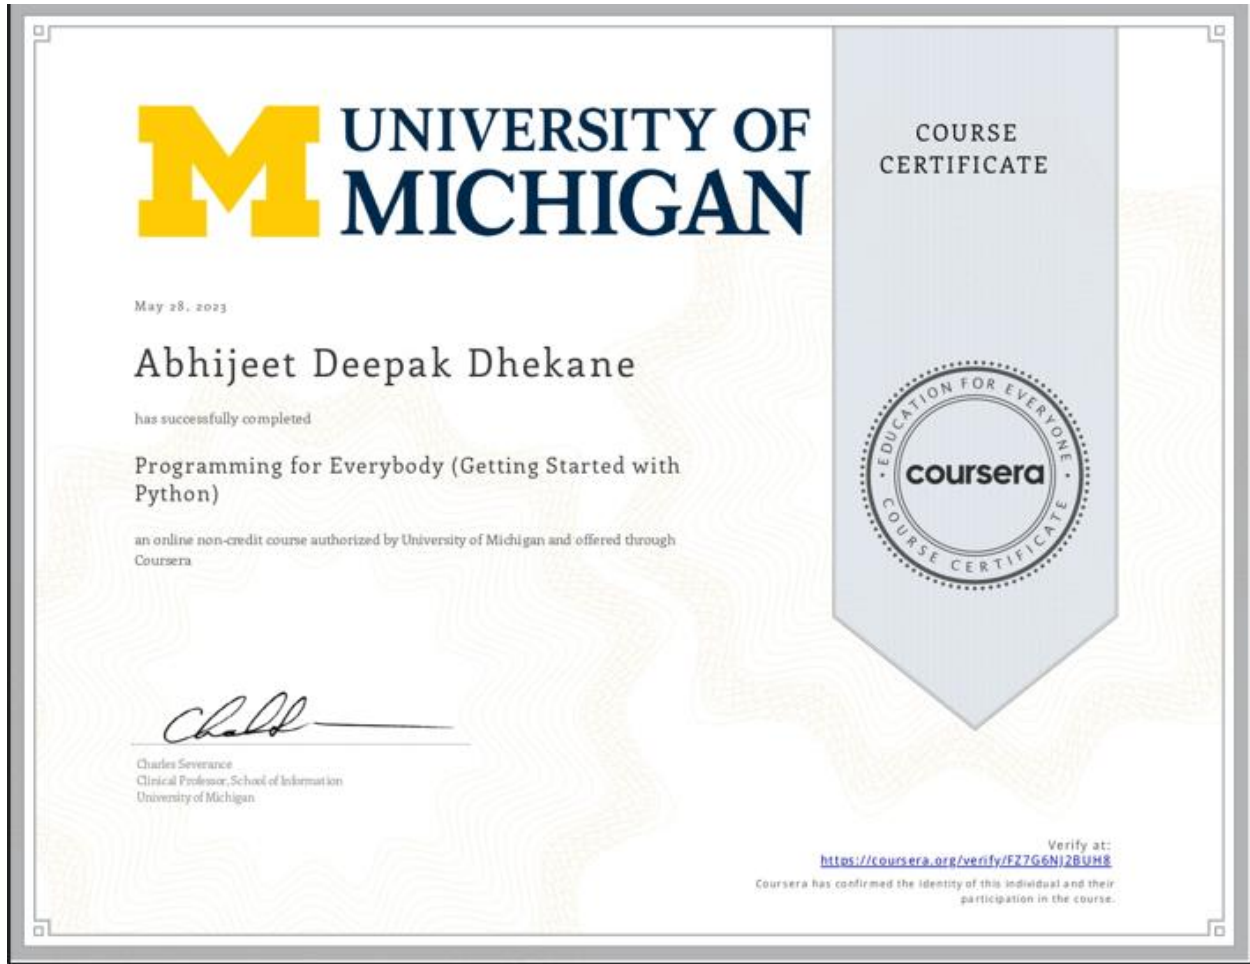 UNIVERSITY OF
MICHIGAN
COURSE
CERTIFICATE
May 28, 2023
Abhijeet Deepak Dhekane
has successfully completed
Programming for Everybody (Getting Started with
Python)
an online non-credit course authorized by University of Michigan and offered through
Coursera
EDUCATION FOR EVERYONE
coursera
COURSE CERTIFICATE
Charles Severance
Clinical Professor, School of Information
University of Michigan
Verify at:
https://coursera.org/verify/FZ7G6NJ2BUH8
Coursera has confirmed the identity of this individual and their
participation in the course.